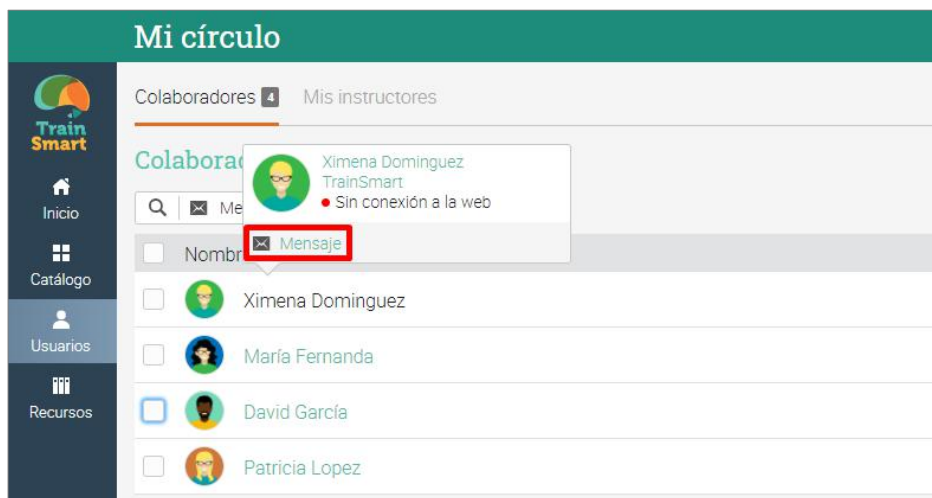 Mi círculo
Train
Smart
Inicio
Catálogo
Usuarios
Recursos
Colaboradores 4 Mis instructores
Colabora
Ximena Dominguez
TrainSmart
Sin conexión a la web
Me
Mensaje
Nombr
Ximena Dominguez
María Fernanda
David García
Patricia Lopez